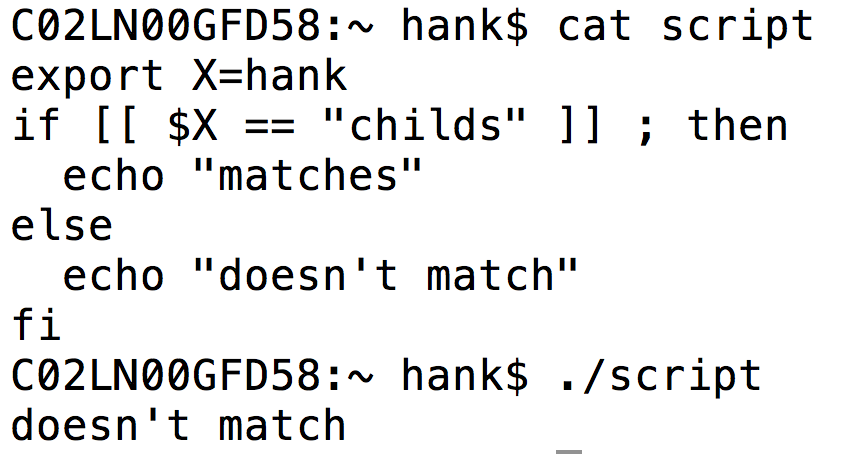 C02LN00GFD58:~ hank$ cat script
export X=hank
if [[ $X == "childs" ]] ; then
  echo "matches"
else
  echo "doesn't match"
fi
C02LN00GFD58:~ hank$ ./script
doesn't match